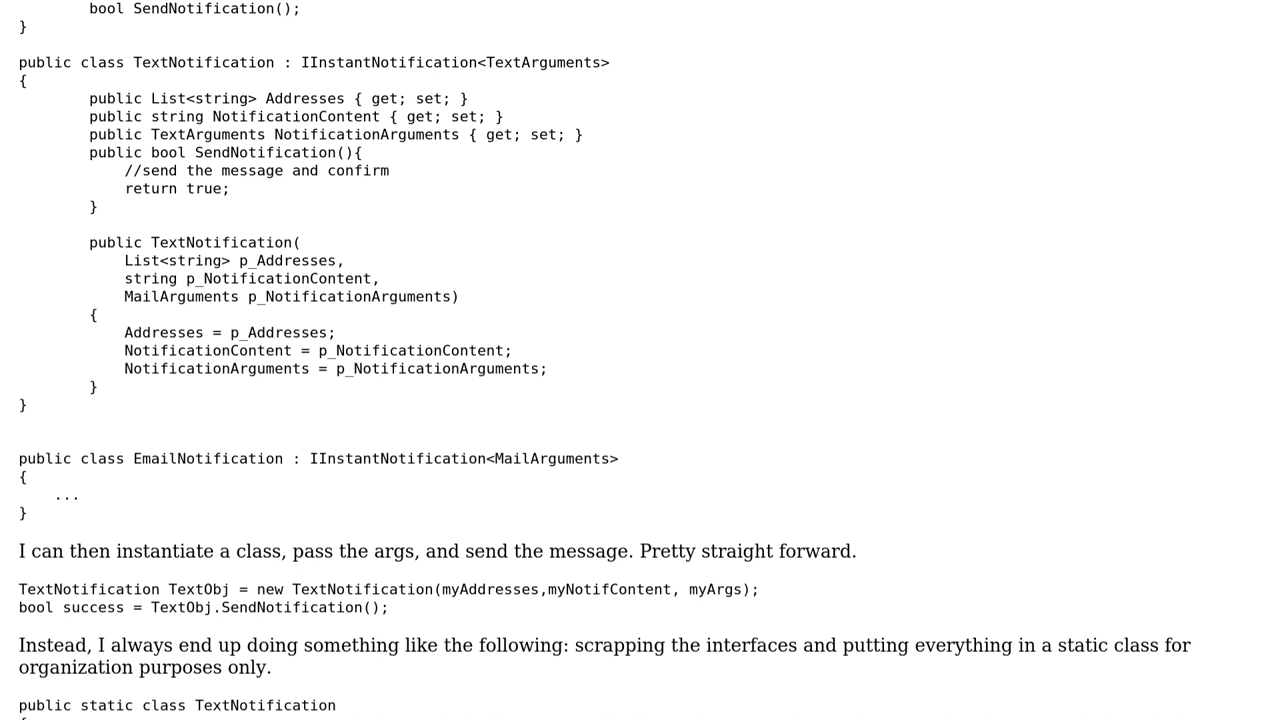 bool SendNotification();
}
public class TextNotification : IInstantNotification<TextArguments>
{
        public List<string> Addresses { get; set; }
        public string NotificationContent { get; set; }
        public TextArguments NotificationArguments { get; set; }
        public bool SendNotification(){
            //send the message and confirm
            return true;
        }
        public TextNotification(
            List<string> p_Addresses,
            string p_NotificationContent,
            MailArguments p_NotificationArguments)
        {
            Addresses = p_Addresses;
            NotificationContent = p_NotificationContent;
            NotificationArguments = p_NotificationArguments;
        }
}
public class EmailNotification : IInstantNotification<MailArguments>
{
    ...
}
I can then instantiate a class, pass the args, and send the message. Pretty straight forward.
TextNotification TextObj = new TextNotification(myAddresses,myNotifContent, myArgs);
bool success = TextObj.SendNotification();
Instead, I always end up doing something like the following: scrapping the interfaces and putting everything in a static class for
organization purposes only.
public static class TextNotification